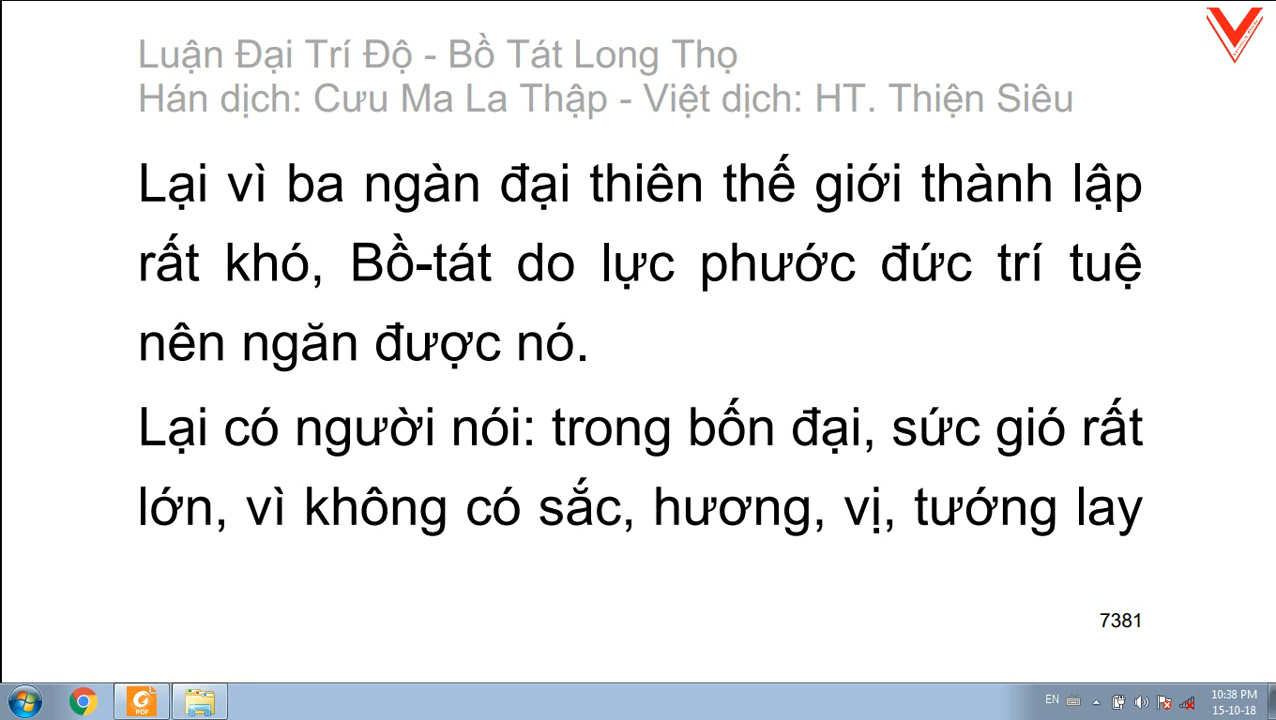 Luận Đại Trí Độ - Bồ Tát Long Thọ
Hán dịch: Cưu Ma La Thập - Việt dịch: HT. Thiện Siêu
Lại vì ba ngàn đại thiên thế giới thành lập
rất khó, Bồ-tát do lực phước đức trí tuệ
nên ngăn được nó.
Lại có người nói: trong bốn đại, sức gió rất
lớn, vì không có sắc, hương, vị, tướng lay
7381
EN
10:38 PM
15-10-18
PDF